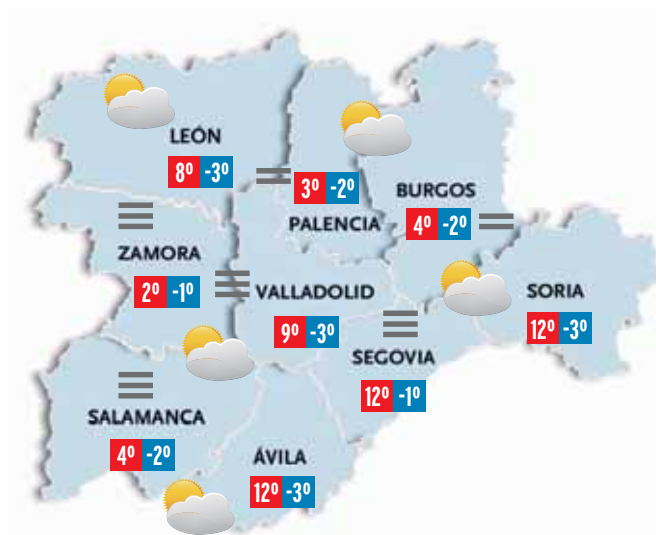 LEÓN
8º -3º
3º -2º
PALENCIA
BURGOS
4º -2º
ZAMORA
2º -1º
VALLADOLID
9º -3º
SORIA
12º -3º
SEGOVIA
12º -1º
SALAMANCA
4º -2º
ÁVILA
12º -3º